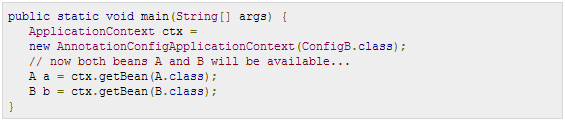 public static void main(String[] args) {
   ApplicationContext ctx =
   new AnnotationConfigApplicationContext(ConfigB.class);
   // now both beans A and B will be available...
   A a = ctx.getBean(A.class);
   B b = ctx.getBean(B.class);
}